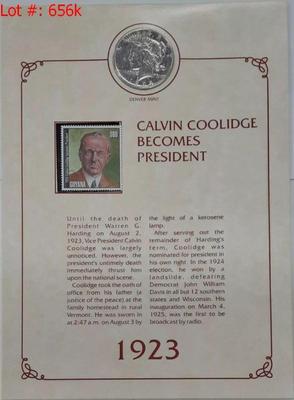 Lot #: 656k
DENVER MINT
CALVIN COOLIDGE
BECOMES
PRESIDENT
GUYANA
Until the death of
President Warren G.
Harding on August 2,
1923, Vice President Calvin
Coolidge was largely
unnoticed. However, the
president's untimely death
immediately thrust him
upon the national scene.
Coolidge took the oath of
office from his father (a
justice of the peace) at the
family homestead in rural
Vermont. He was sworn in
at 2:47 a.m. on August 3 by
the light of a kerosene
lamp.
After serving out the
remainder of Harding's
term, Coolidge was
nominated for president in
his own right. In the 1924
election, he won by a
landslide, defeating
Democrat John William
Davis in all but 12 southern
states and Wisconsin. His
inauguration on March 4,
1925, was the first to be
broadcast by radio.
1923